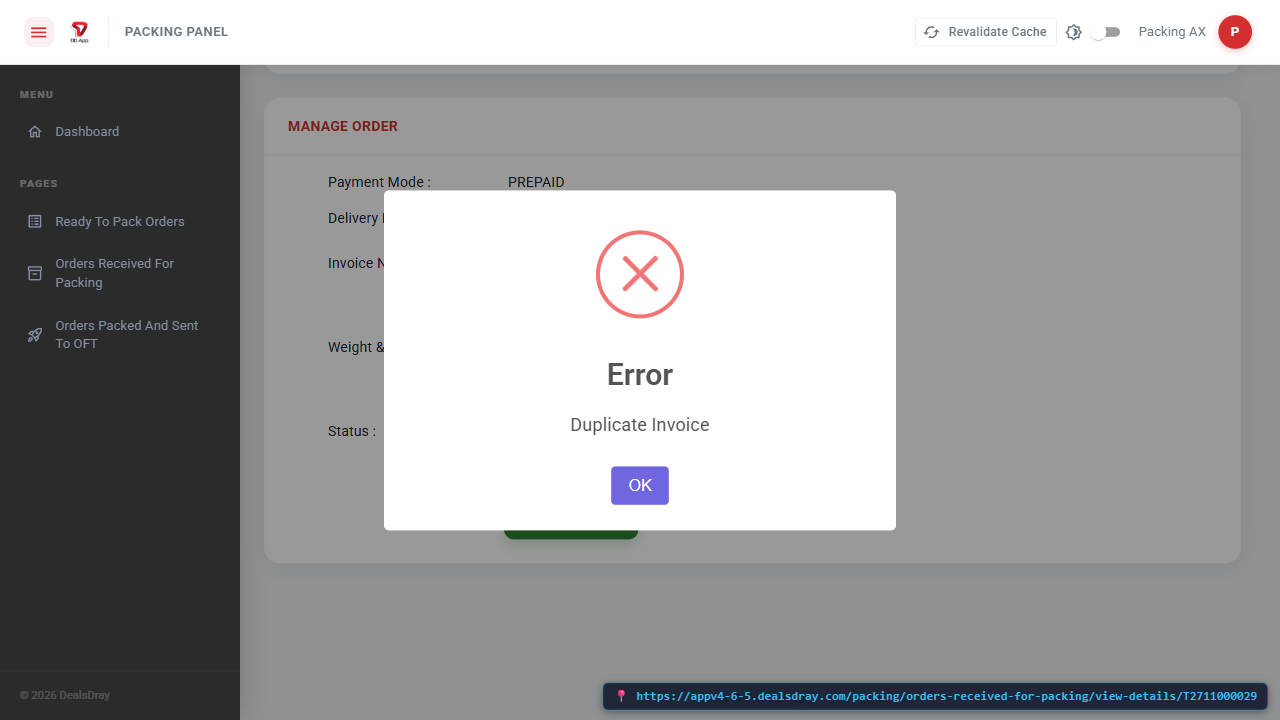 DD App
PACKING PANEL
Revalidate Cache
Packing AX
P
MENU
Dashboard
PAGES
Ready To Pack Orders
Orders Received For
Packing
Orders Packed And Sent
To OFT
© 2026 DealsDray
MANAGE ORDER
Payment Mode : PREPAID
Delivery
Invoice
Weight &
Status :
Error
Duplicate Invoice
OK
https://appv4-6-5.dealsdray.com/packing/orders-received-for-packing/view-details/T2711000029